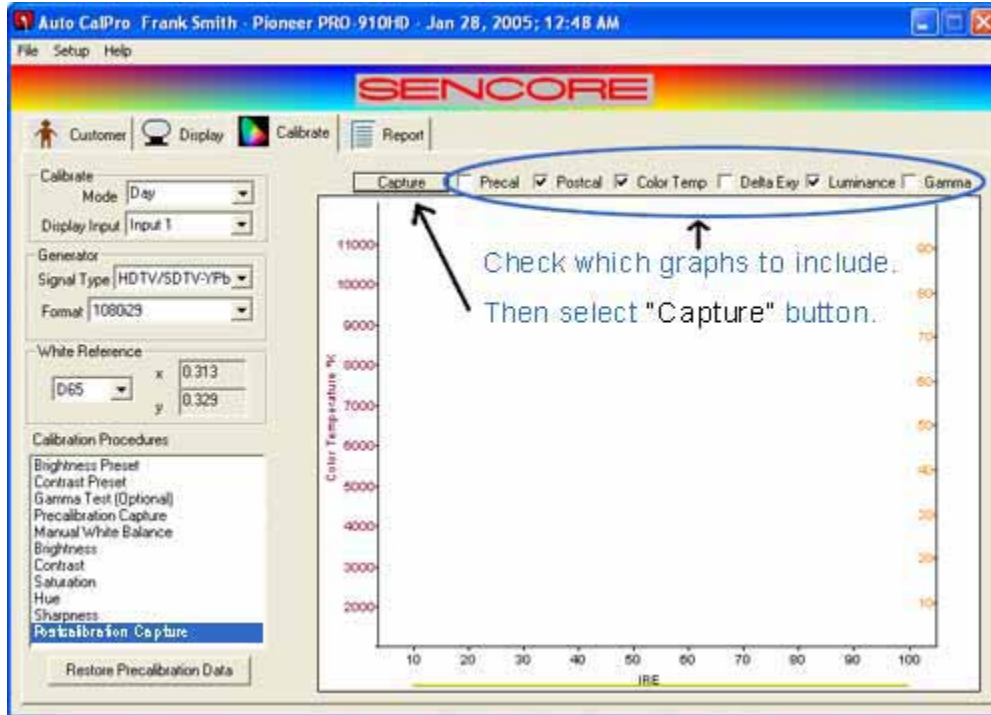 Auto CalPro Frank Smith - Pioneer PRO-910HD - Jan 28, 2005; 12:48 AM
File Setup Help
SENCORE
Customer Display Calibrate Report
Calibrate
Mode Day
Display Input Input 1
Generator
Signal Type HDTV/SDTV-YPb
Format 1080i29
White Reference
D65
x 0.313
y 0.329
Calibration Procedures
Brightness Preset
Contrast Preset
Gamma Test (Optional)
Precalibration Capture
Manual White Balance
Brightness
Contrast
Saturation
Hue
Sharpness
Postcalibration Capture
Restore Precalibration Data
Capture Precal Postcal Color Temp Delta Exy Luminance Gamma
Check which graphs to include.
Then select "Capture" button.
Color Temperature °K
11000
10000
9000
8000
7000
6000
5000
4000
3000
2000
90
80
70
60
50
40
30
20
10
10 20 30 40 50 60 70 80 90 100
IRE